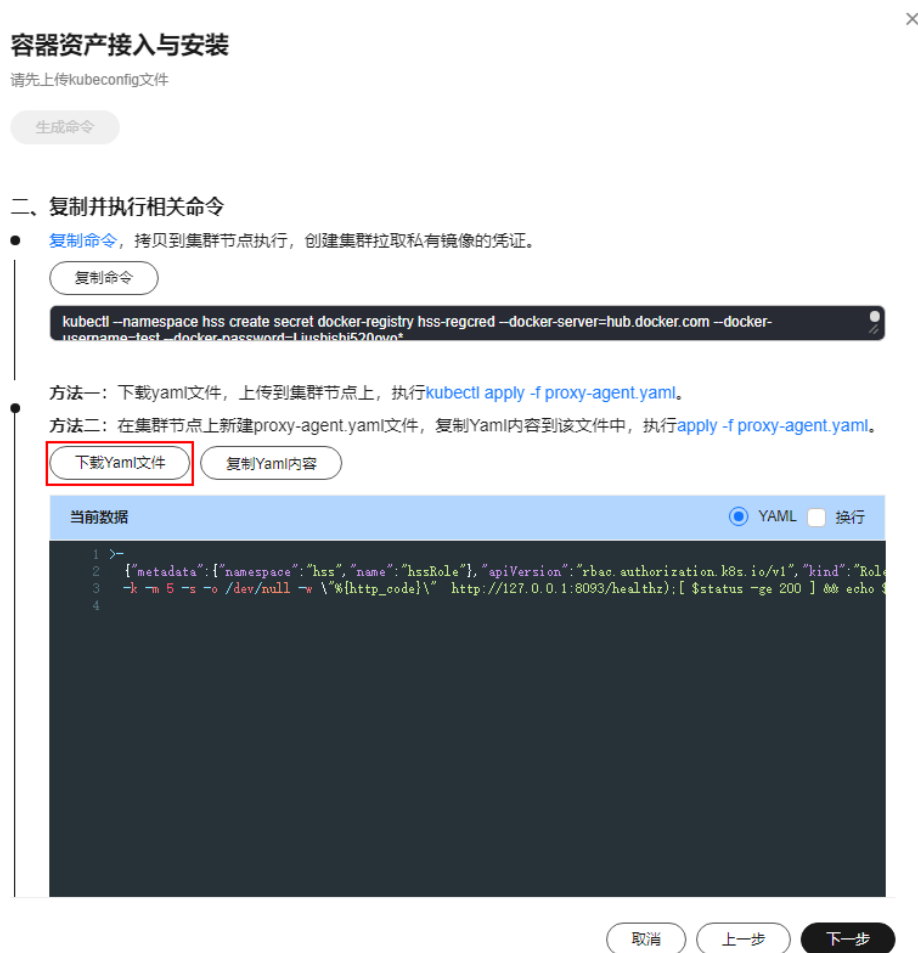 容器资产接入与安装
请先上传kubeconfig文件
生成命令
二、复制并执行相关命令
复制命令，拷贝到集群节点执行，创建集群拉取私有镜像的凭证。
复制命令
kubectl --namespace hss create secret docker-registry hss-regcred --docker-server=hub.docker.com --docker-
username=test --docker-password=Liushishi520ovo*
方法一：下载yaml文件，上传到集群节点上，执行kubectl apply -f proxy-agent.yaml。
方法二：在集群节点上新建proxy-agent.yaml文件，复制Yaml内容到该文件中，执行apply -f proxy-agent.yaml。
下载Yaml文件 复制Yaml内容
当前数据 YAML 换行
1 >-
2 {"metadata":{"namespace":"hss","name":"hssRole"},"apiVersion":"rbac.authorization.k8s.io/v1","kind":"Role
3 -k -m 5 -s -o /dev/null -w \"%{http_code}\" http://127.0.0.1:8093/healthz);[ $status -ge 200 ] && echo $
4
取消 上一步 下一步